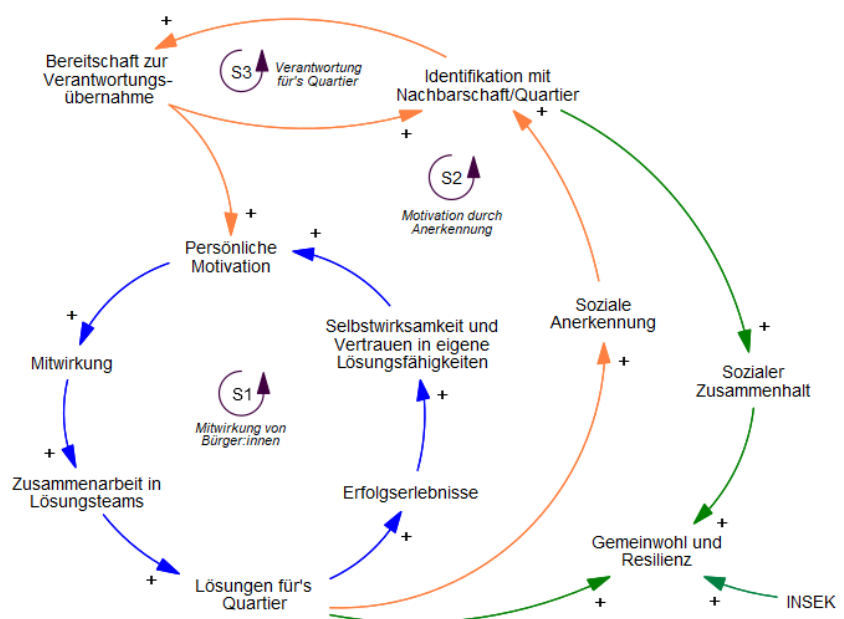 +
Bereitschaft zur
Verantwortungs-
übernahme
S3
Verantwortung
für's Quartier
Identifikation mit
Nachbarschaft/Quartier
+
+
S2
Motivation durch
Anerkennung
+
+
Persönliche
Motivation
Soziale
Anerkennung
+
Selbstwirksamkeit und
Vertrauen in eigene
Lösungsfähigkeiten
+
+
Mitwirkung
Sozialer
Zusammenhalt
+
S1
Mitwirkung von
Bürger:innen
+
+
Zusammenarbeit in
Lösungsteams
Erfolgserlebnisse
+
+
Gemeinwohl und
Resilienz
+
Lösungen für's
Quartier
+
+
INSEK